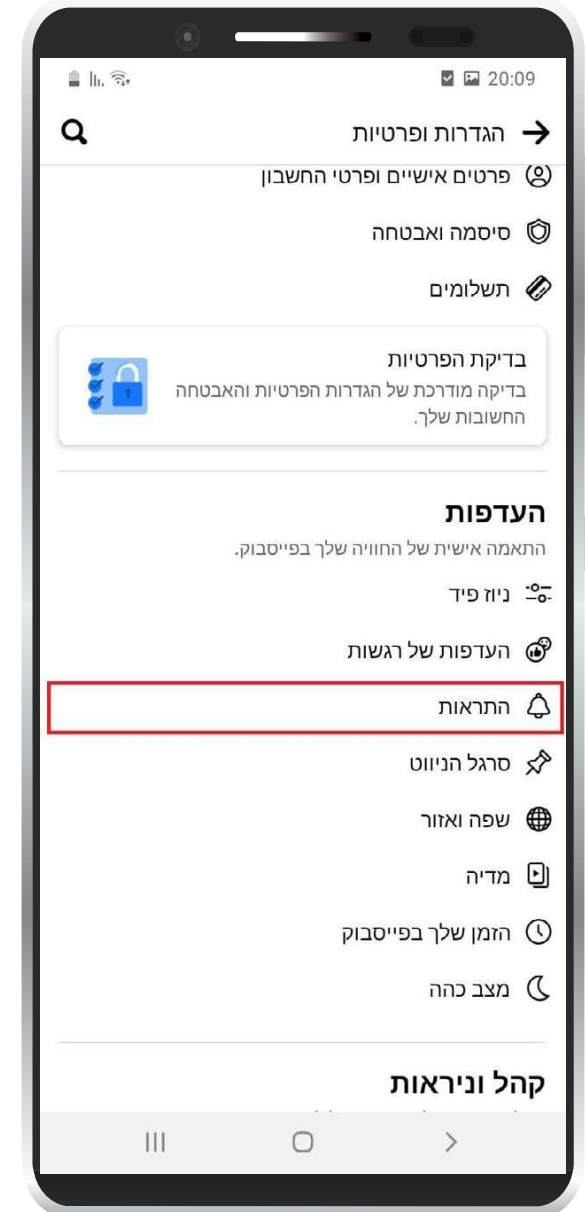 20:09
הגדרות ופרטיות
פרטים אישיים ופרטי החשבון
סיסמה ואבטחה
תשלומים
בדיקת הפרטיות
בדיקה מודרכת של הגדרות הפרטיות והאבטחה
החשובות שלך.
העדפות
התאמה אישית של החוויה שלך בפייסבוק.
ניוז פיד
העדפות של רגשות
התראות
סרגל הניווט
שפה ואזור
מדיה
הזמן שלך בפייסבוק
מצב כהה
קהל וניראות